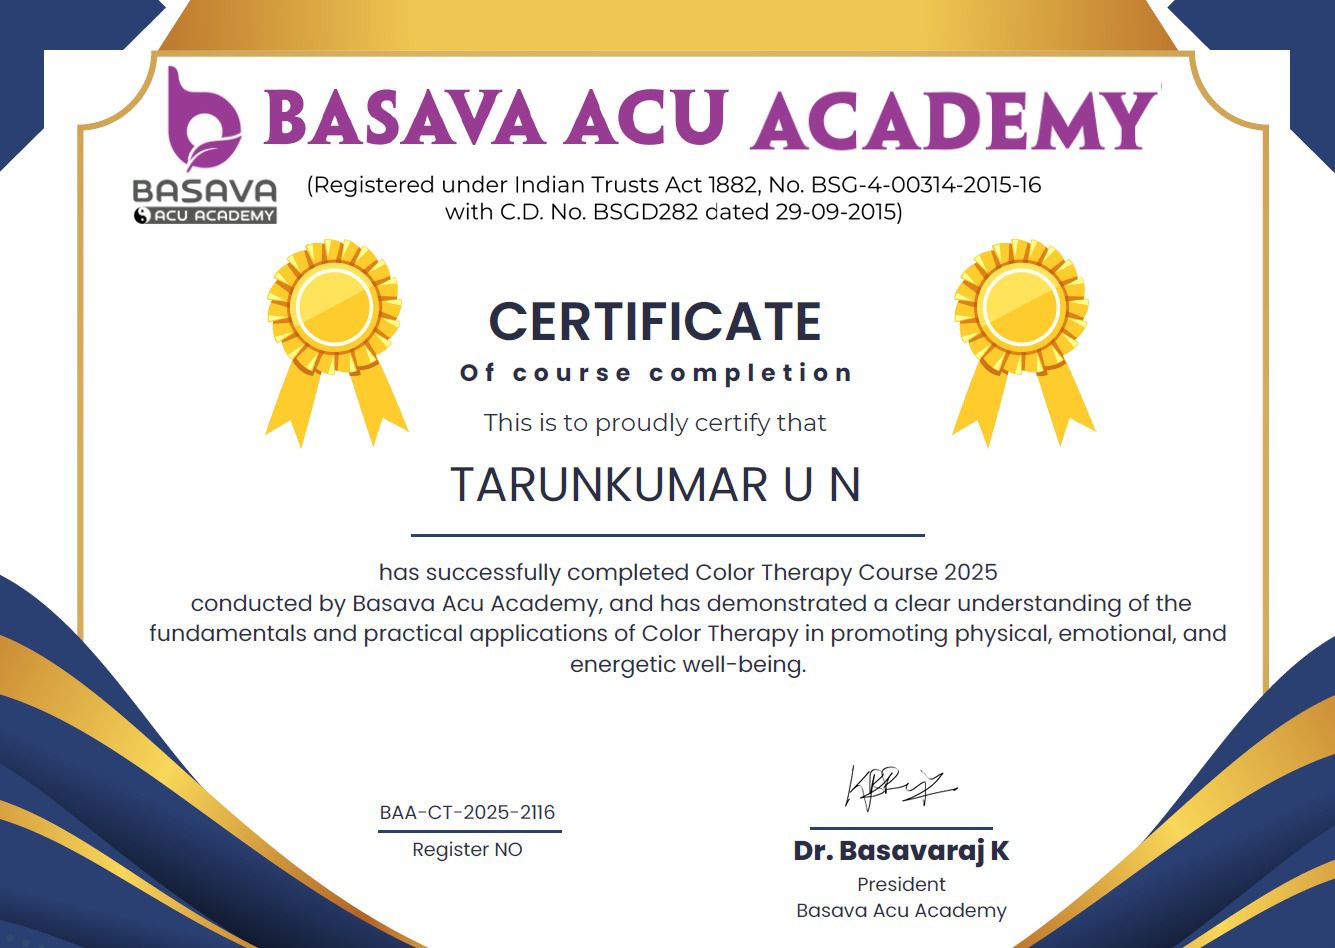 BASAVA ACU ACADEMY
BASAVA
ACU ACADEMY
(Registered under Indian Trusts Act 1882, No. BSG-4-00314-2015-16
with C.D. No. BSGD282 dated 29-09-2015)
CERTIFICATE
Of course completion
This is to proudly certify that
TARUNKUMAR U N
has successfully completed Color Therapy Course 2025
conducted by Basava Acu Academy, and has demonstrated a clear understanding of the
fundamentals and practical applications of Color Therapy in promoting physical, emotional, and
energetic well-being.
BAA-CT-2025-2116
Register NO
Dr. Basavaraj K
President
Basava Acu Academy